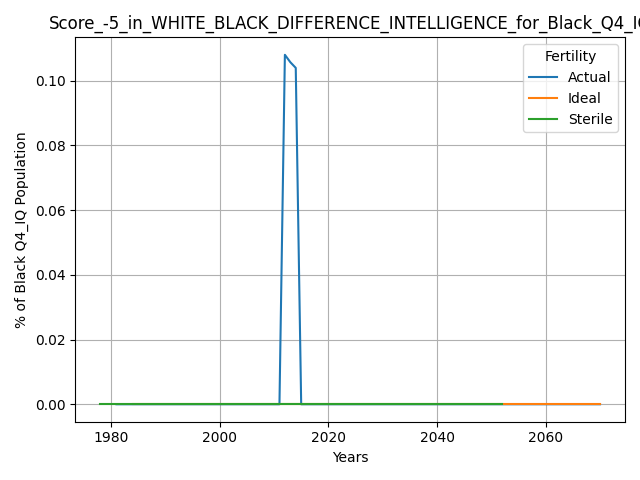 Score_-5_in_WHITE_BLACK_DIFFERENCE_INTELLIGENCE_for_Black_Q4_IQ
Fertility
Actual
Ideal
Sterile
% of Black Q4_IQ Population
0.10
0.08
0.06
0.04
0.02
0.00
1980 2000 2020 2040 2060
Years